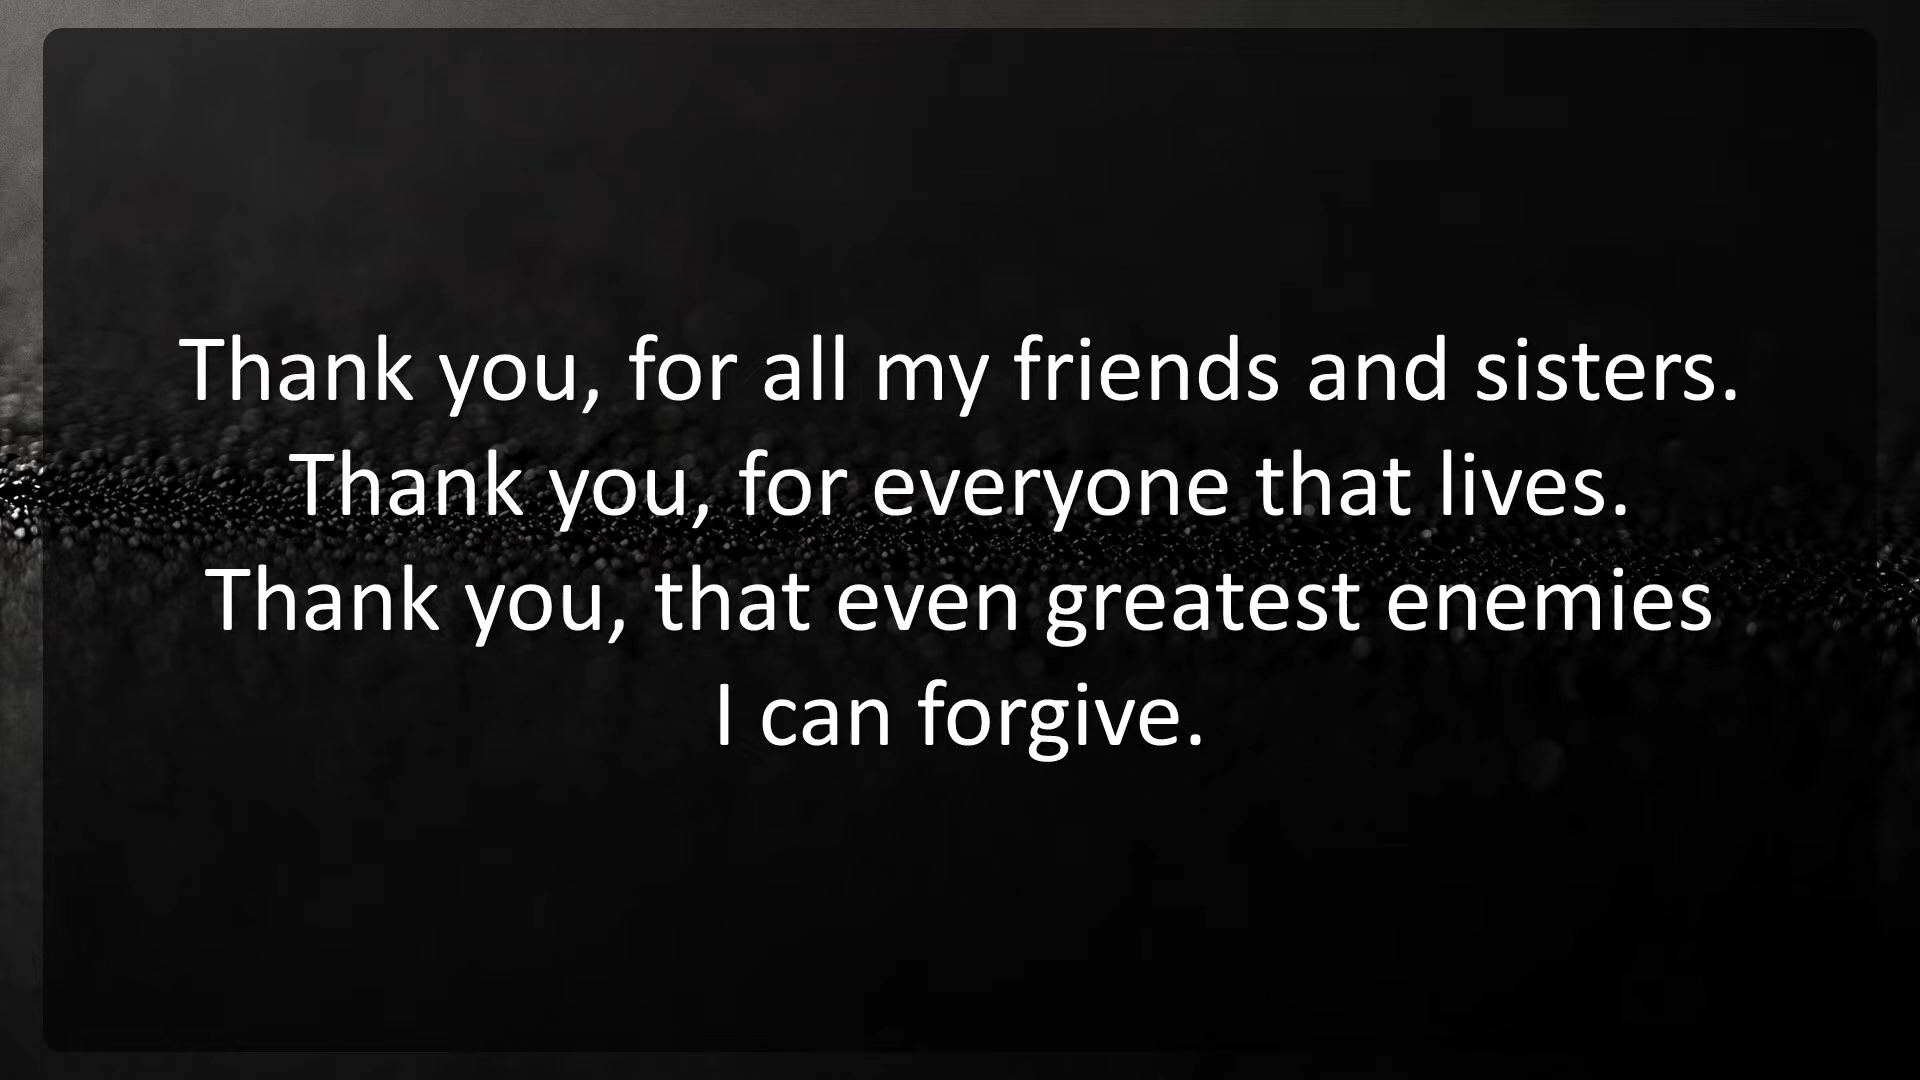 Thank you, for all my friends and sisters.
Thank you, for everyone that lives.
Thank you, that even greatest enemies
I can forgive.